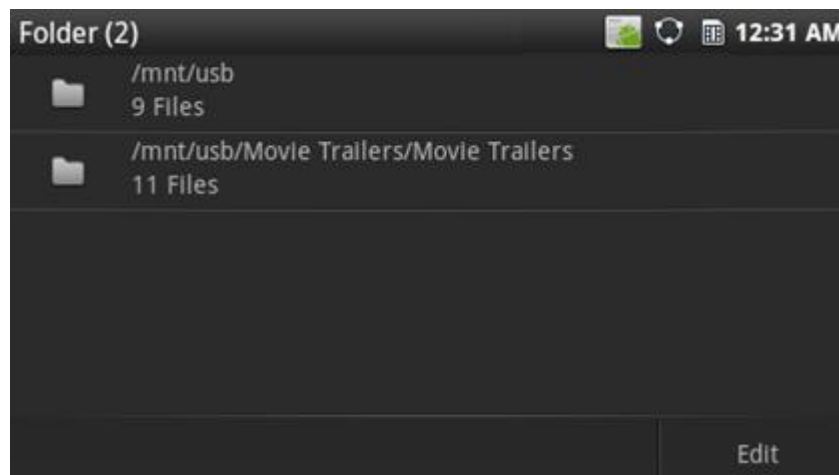 Folder (2)
12:31 AM
/mnt/usb
9 Files
/mnt/usb/Movie Trailers/Movie Trailers
11 Files
Edit